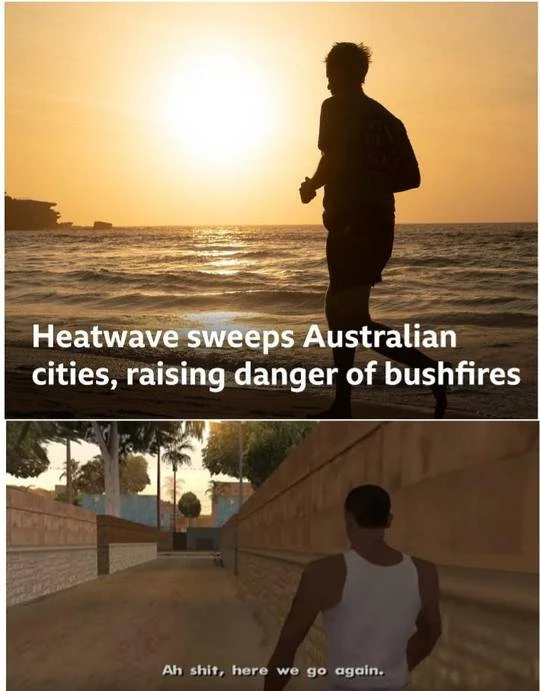 Heatwave sweeps Australian
cities, raising danger of bushfires
Ah shit, here we go again.